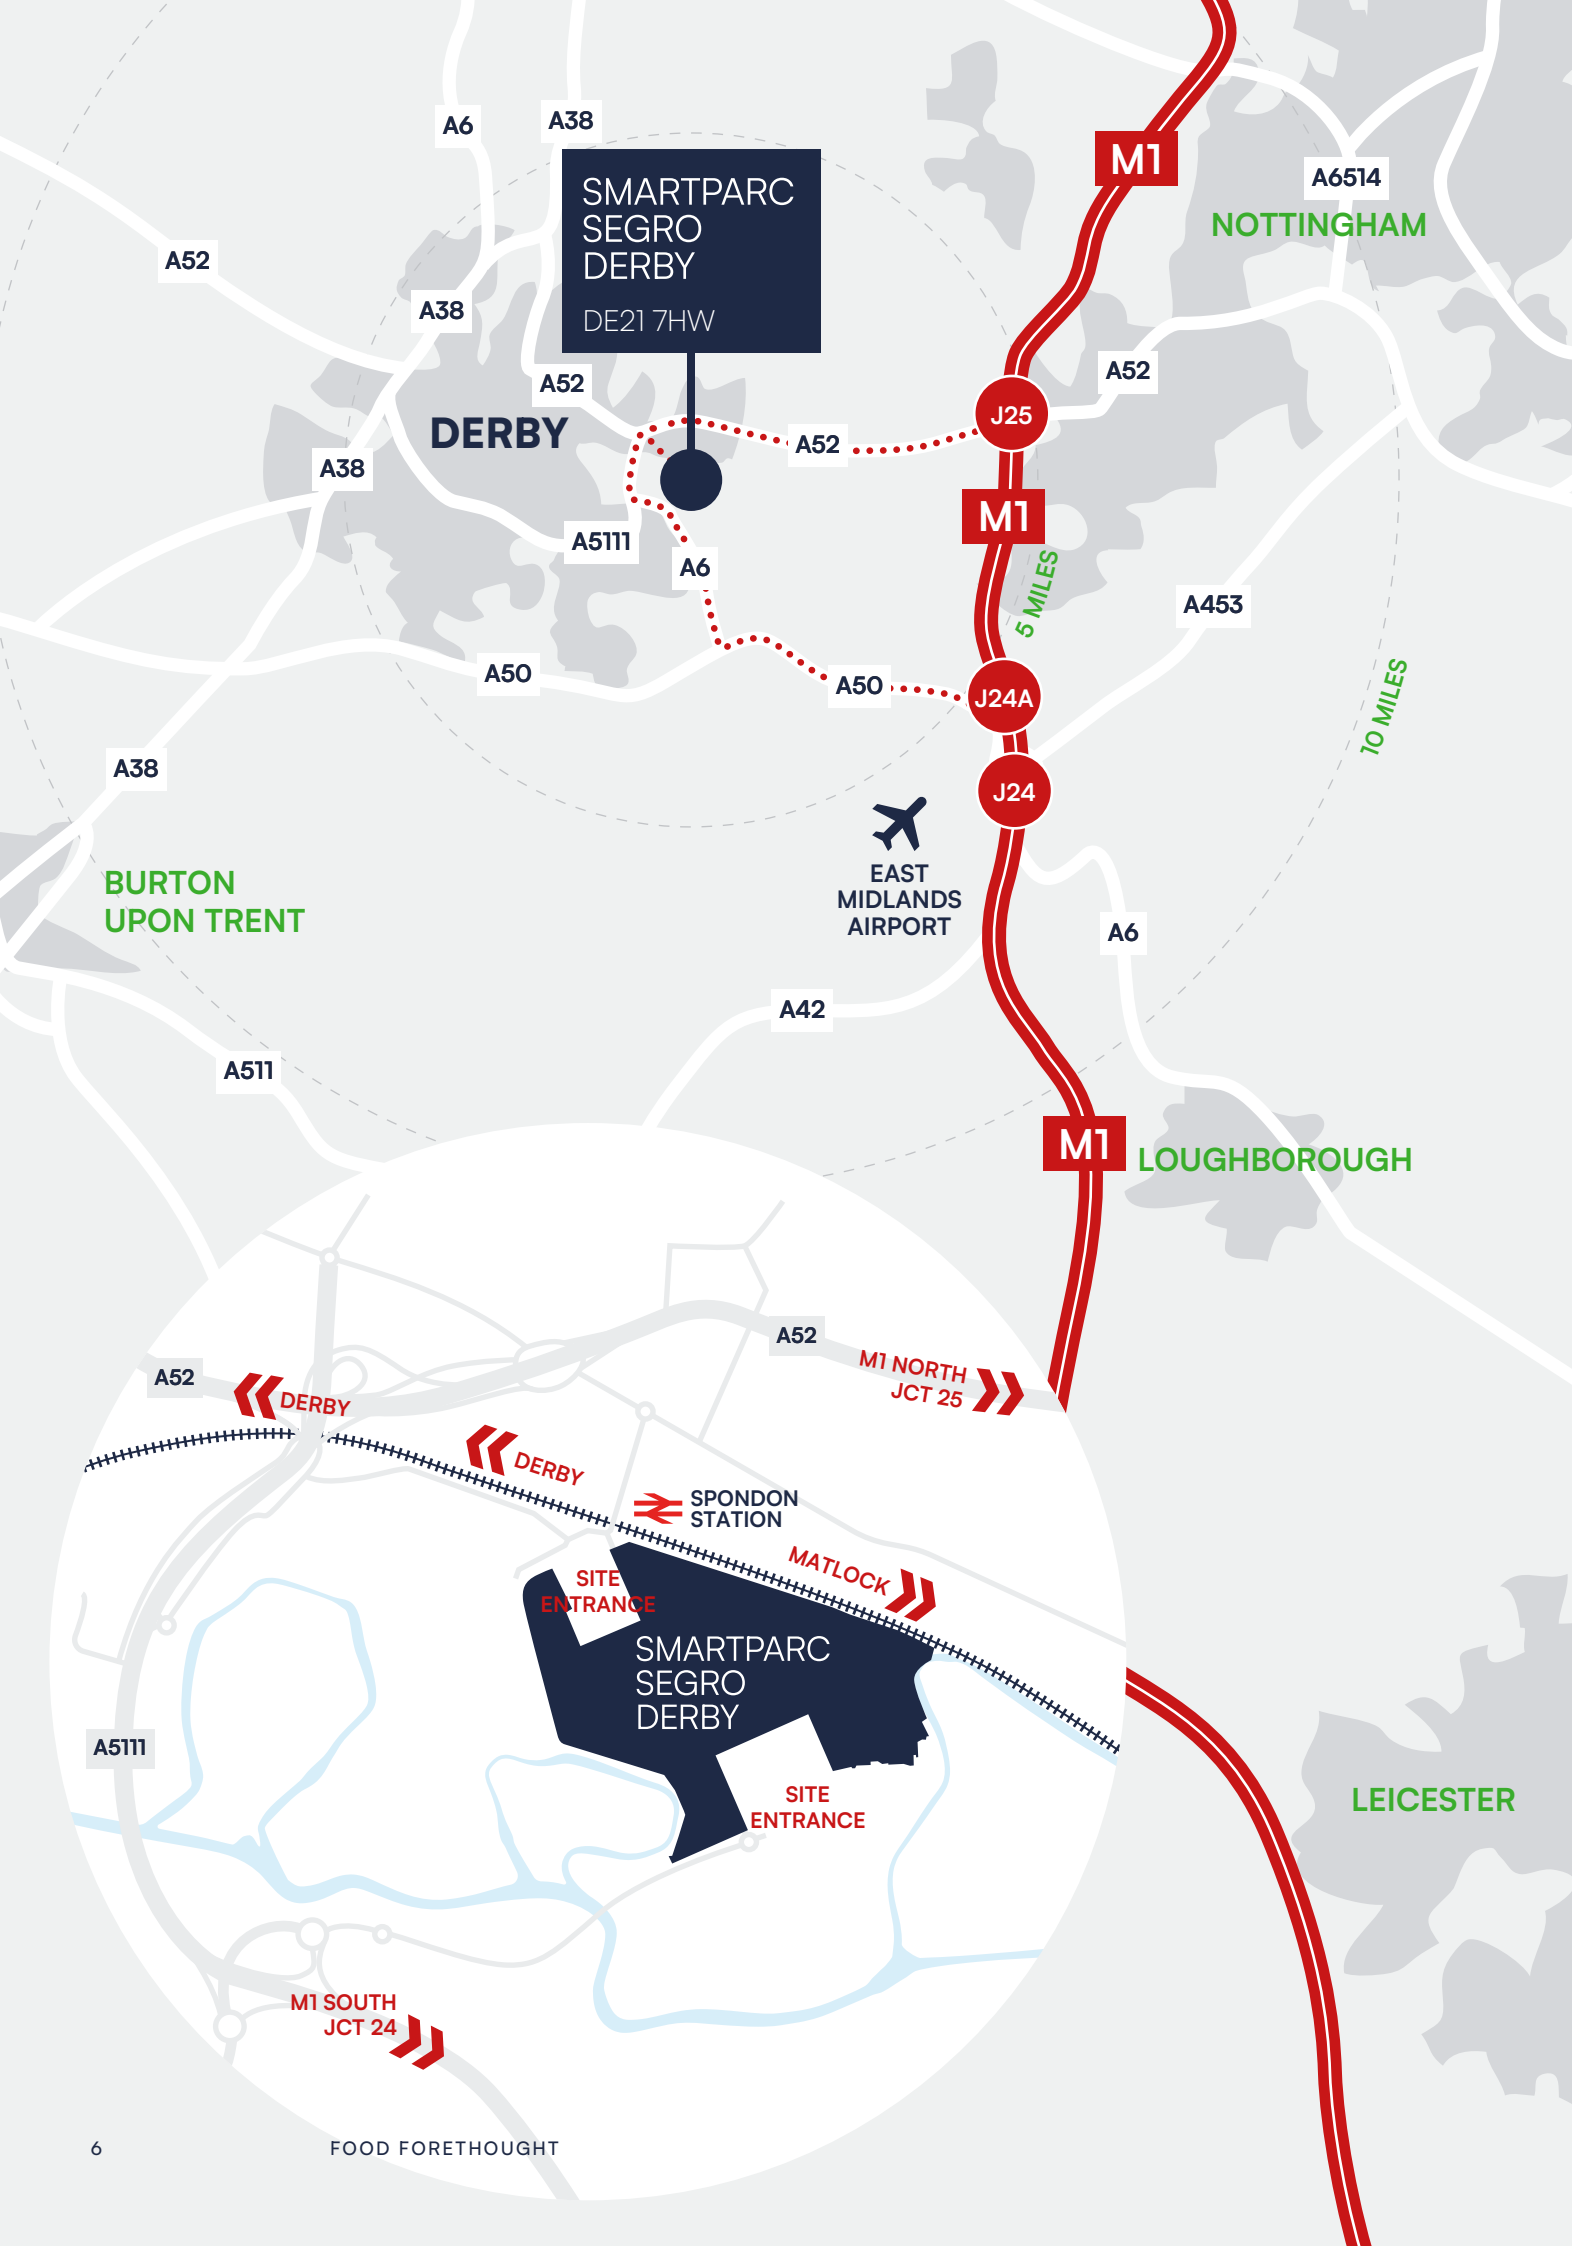 A6
A38
M1
A6514
SMARTPARC
SEGRO
DERBY
DE21 7HW
NOTTINGHAM
A52
A38
A52
A52
J25
DERBY
A52
A38
M1
A5111
A6
5 MILES
A453
A50
A50
J24A
10 MILES
A38
J24
EAST
MIDLANDS
AIRPORT
BURTON
UPON TRENT
A6
A42
A511
M1
LOUGHBOROUGH
A52
M1 NORTH
JCT 25
A52
DERBY
DERBY
SPONDON
STATION
MATLOCK
SITE
ENTRANCE
SMARTPARC
SEGRO
DERBY
A5111
SITE
ENTRANCE
LEICESTER
M1 SOUTH
JCT 24
6
FOOD FORETHOUGHT